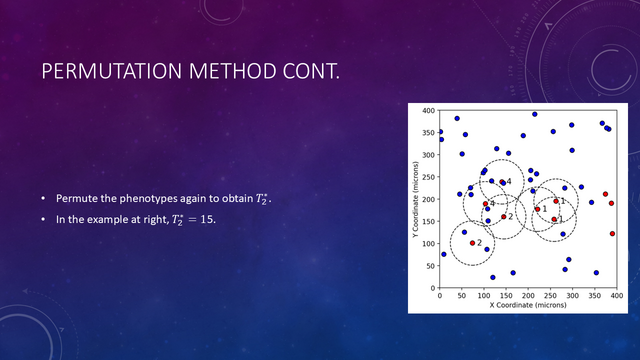 PERMUTATION METHOD CONT.
• Permute the phenotypes again to obtain T₂*.
• In the example at right, T₂* = 15.
400
350
300
250
200
150
100
50
0
Y Coordinate (microns)
4
4
1
1
2
1
2
0 50 100 150 200 250 300 350 400
X Coordinate (microns)